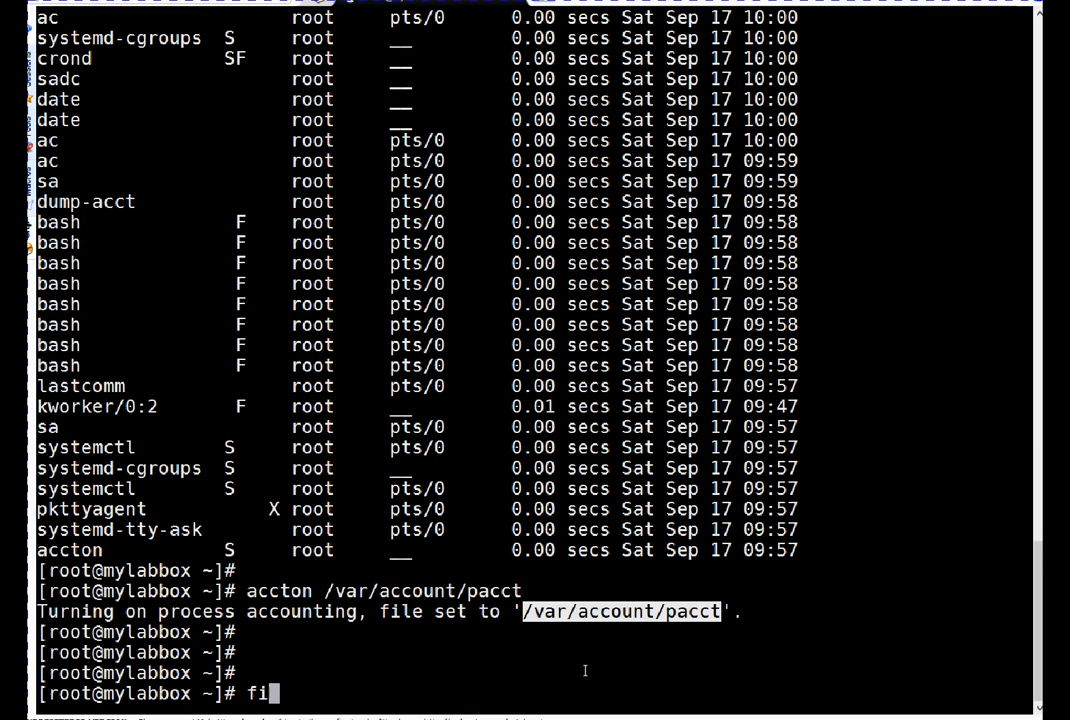 ac root pts/0 0.00 secs Sat Sep 17 10:00
systemd-cgroups S root __ 0.00 secs Sat Sep 17 10:00
crond SF root __ 0.00 secs Sat Sep 17 10:00
sadc root __ 0.00 secs Sat Sep 17 10:00
date root __ 0.00 secs Sat Sep 17 10:00
date root __ 0.00 secs Sat Sep 17 10:00
ac root pts/0 0.00 secs Sat Sep 17 10:00
ac root pts/0 0.00 secs Sat Sep 17 09:59
sa root pts/0 0.00 secs Sat Sep 17 09:59
dump-acct root pts/0 0.00 secs Sat Sep 17 09:58
bash F root pts/0 0.00 secs Sat Sep 17 09:58
bash F root pts/0 0.00 secs Sat Sep 17 09:58
bash F root pts/0 0.00 secs Sat Sep 17 09:58
bash F root pts/0 0.00 secs Sat Sep 17 09:58
bash F root pts/0 0.00 secs Sat Sep 17 09:58
bash F root pts/0 0.00 secs Sat Sep 17 09:58
bash F root pts/0 0.00 secs Sat Sep 17 09:58
bash F root pts/0 0.00 secs Sat Sep 17 09:58
lastcomm root pts/0 0.00 secs Sat Sep 17 09:57
kworker/0:2 F root __ 0.01 secs Sat Sep 17 09:47
sa root pts/0 0.00 secs Sat Sep 17 09:57
systemctl S root pts/0 0.00 secs Sat Sep 17 09:57
systemd-cgroups S root __ 0.00 secs Sat Sep 17 09:57
systemctl S root pts/0 0.00 secs Sat Sep 17 09:57
pkttyagent X root pts/0 0.00 secs Sat Sep 17 09:57
systemd-tty-ask root pts/0 0.00 secs Sat Sep 17 09:57
accton S root __ 0.00 secs Sat Sep 17 09:57
[root@mylabbox ~]#
[root@mylabbox ~]# accton /var/account/pacct
Turning on process accounting, file set to '/var/account/pacct'.
[root@mylabbox ~]#
[root@mylabbox ~]#
[root@mylabbox ~]#
[root@mylabbox ~]# fi